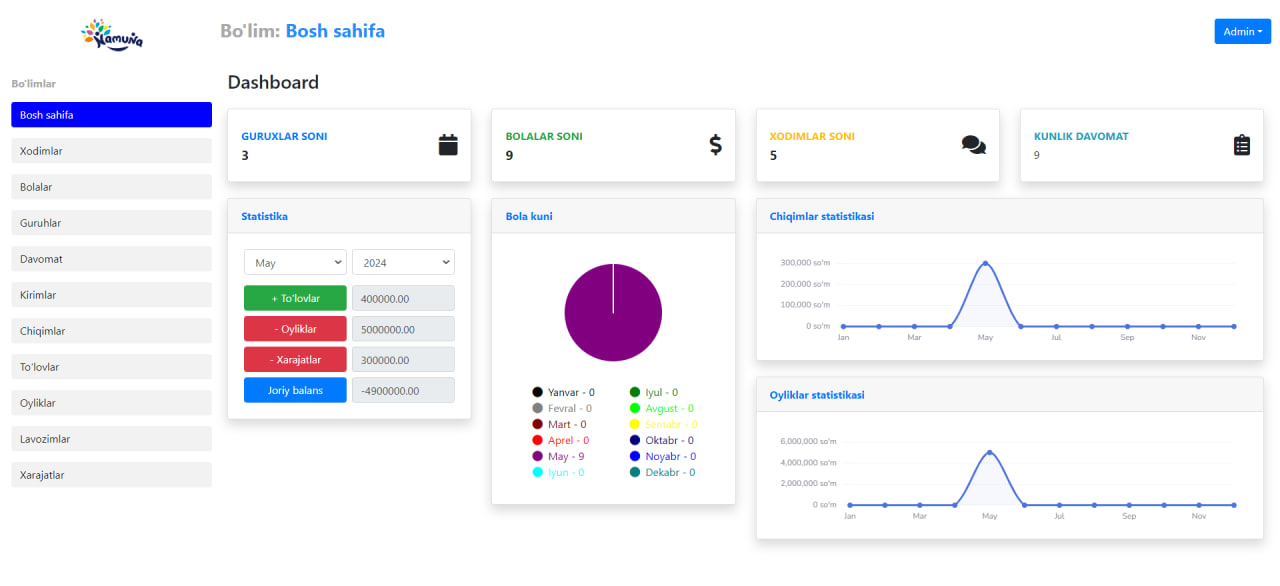 Namuna
Bo'lim: Bosh sahifa
Admin
Bo'limlar
Bosh sahifa
Xodimlar
Bolalar
Guruhlar
Davomat
Kirimlar
Chiqimlar
To'lovlar
Oyliklar
Lavozimlar
Xarajatlar
Dashboard
GURUXLAR SONI
3
BOLALAR SONI
9
XODIMLAR SONI
5
KUNLIK DAVOMAT
9
Statistika
May 2024
+ To'lovlar 400000.00
- Oyliklar 5000000.00
- Xarajatlar 300000.00
Joriy balans -4900000.00
Bola kuni
Yanvar - 0
Fevral - 0
Mart - 0
Aprel - 0
May - 9
Iyun - 0
Iyul - 0
Avgust - 0
Sentabr - 0
Oktabr - 0
Noyabr - 0
Dekabr - 0
Chiqimlar statistikasi
300,000 so'm
200,000 so'm
100,000 so'm
0 so'm
Jan Mar May Jul Sep Nov
Oyliklar statistikasi
6,000,000 so'm
4,000,000 so'm
2,000,000 so'm
0 so'm
Jan Mar May Jul Sep Nov